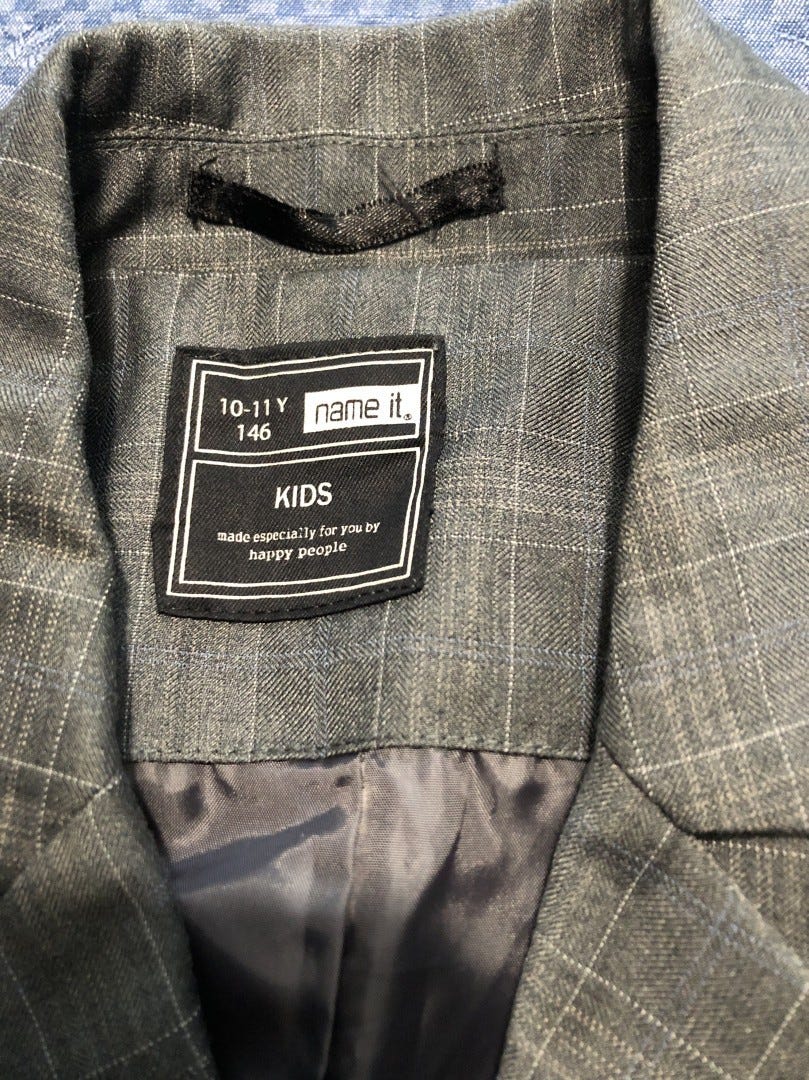 10-11 Y
146
name it.®
KIDS
made especially for you by
happy people